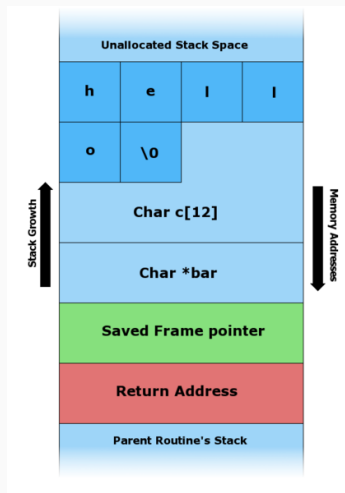 Unallocated Stack Space
h e l l
o \0
Char c[12]
Char *bar
Saved Frame pointer
Return Address
Parent Routine's Stack
Stack Growth
Memory Addresses